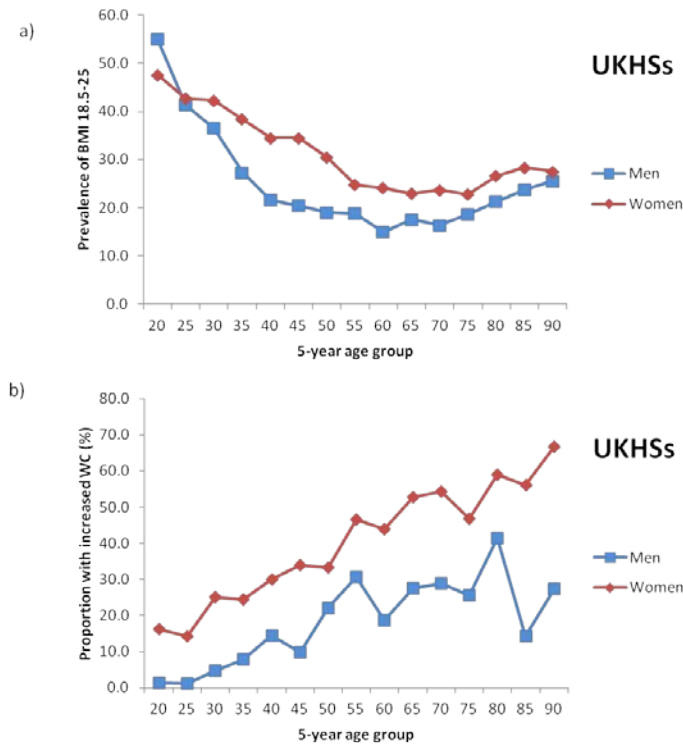 a)
60.0
50.0
40.0
30.0
20.0
10.0
0.0
Prevalence of BMI 18.5-25
20 25 30 35 40 45 50 55 60 65 70 75 80 85 90
5-year age group
UKHSs
Men
Women
b)
80.0
70.0
60.0
50.0
40.0
30.0
20.0
10.0
0.0
Proportion with increased WC (%)
20 25 30 35 40 45 50 55 60 65 70 75 80 85 90
5-year age group
UKHSs
Men
Women